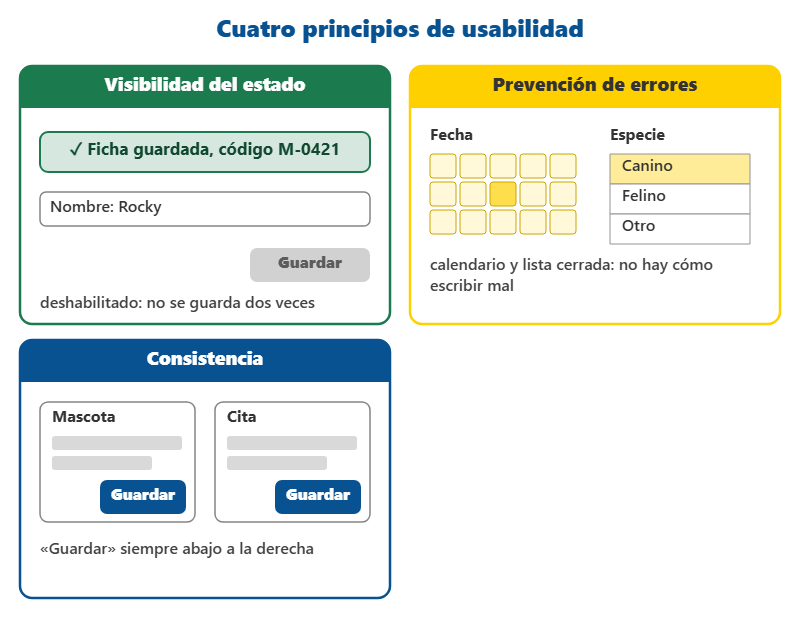 Cuatro principios de usabilidad
Visibilidad del estado
✓ Ficha guardada, código M-0421
Nombre: Rocky
Guardar
deshabilitado: no se guarda dos veces
Prevención de errores
Fecha
Especie
Canino
Felino
Otro
calendario y lista cerrada: no hay cómo
escribir mal
Consistencia
Mascota
Guardar
Cita
Guardar
«Guardar» siempre abajo a la derecha